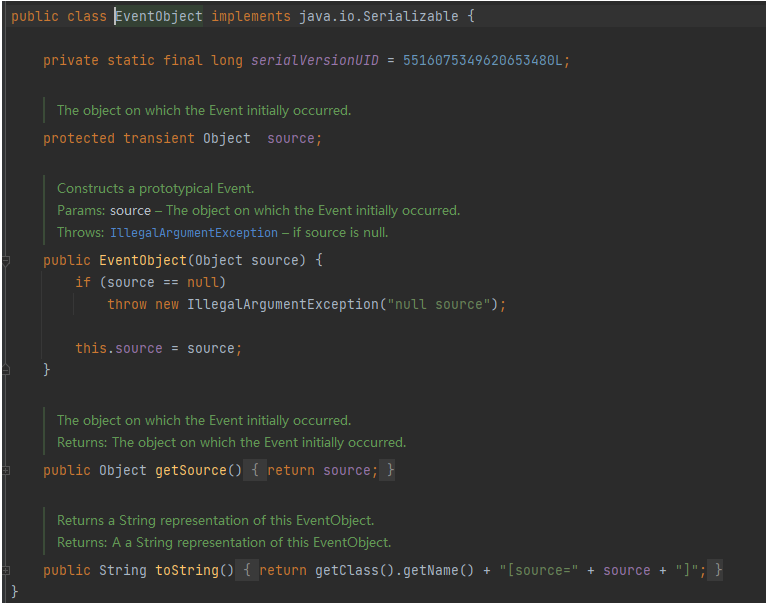 public class EventObject implements java.io.Serializable {
private static final long serialVersionUID = 5516075349620653480L;
The object on which the Event initially occurred.
protected transient Object  source;
Constructs a prototypical Event.
Params: source – The object on which the Event initially occurred.
Throws: IllegalArgumentException – if source is null.
public EventObject(Object source) {
if (source == null)
throw new IllegalArgumentException("null source");
this.source = source;
}
The object on which the Event initially occurred.
Returns: The object on which the Event initially occurred.
public Object getSource() { return source; }
Returns a String representation of this EventObject.
Returns: A a String representation of this EventObject.
public String toString() { return getClass().getName() + "[source=" + source + "]"; }
}